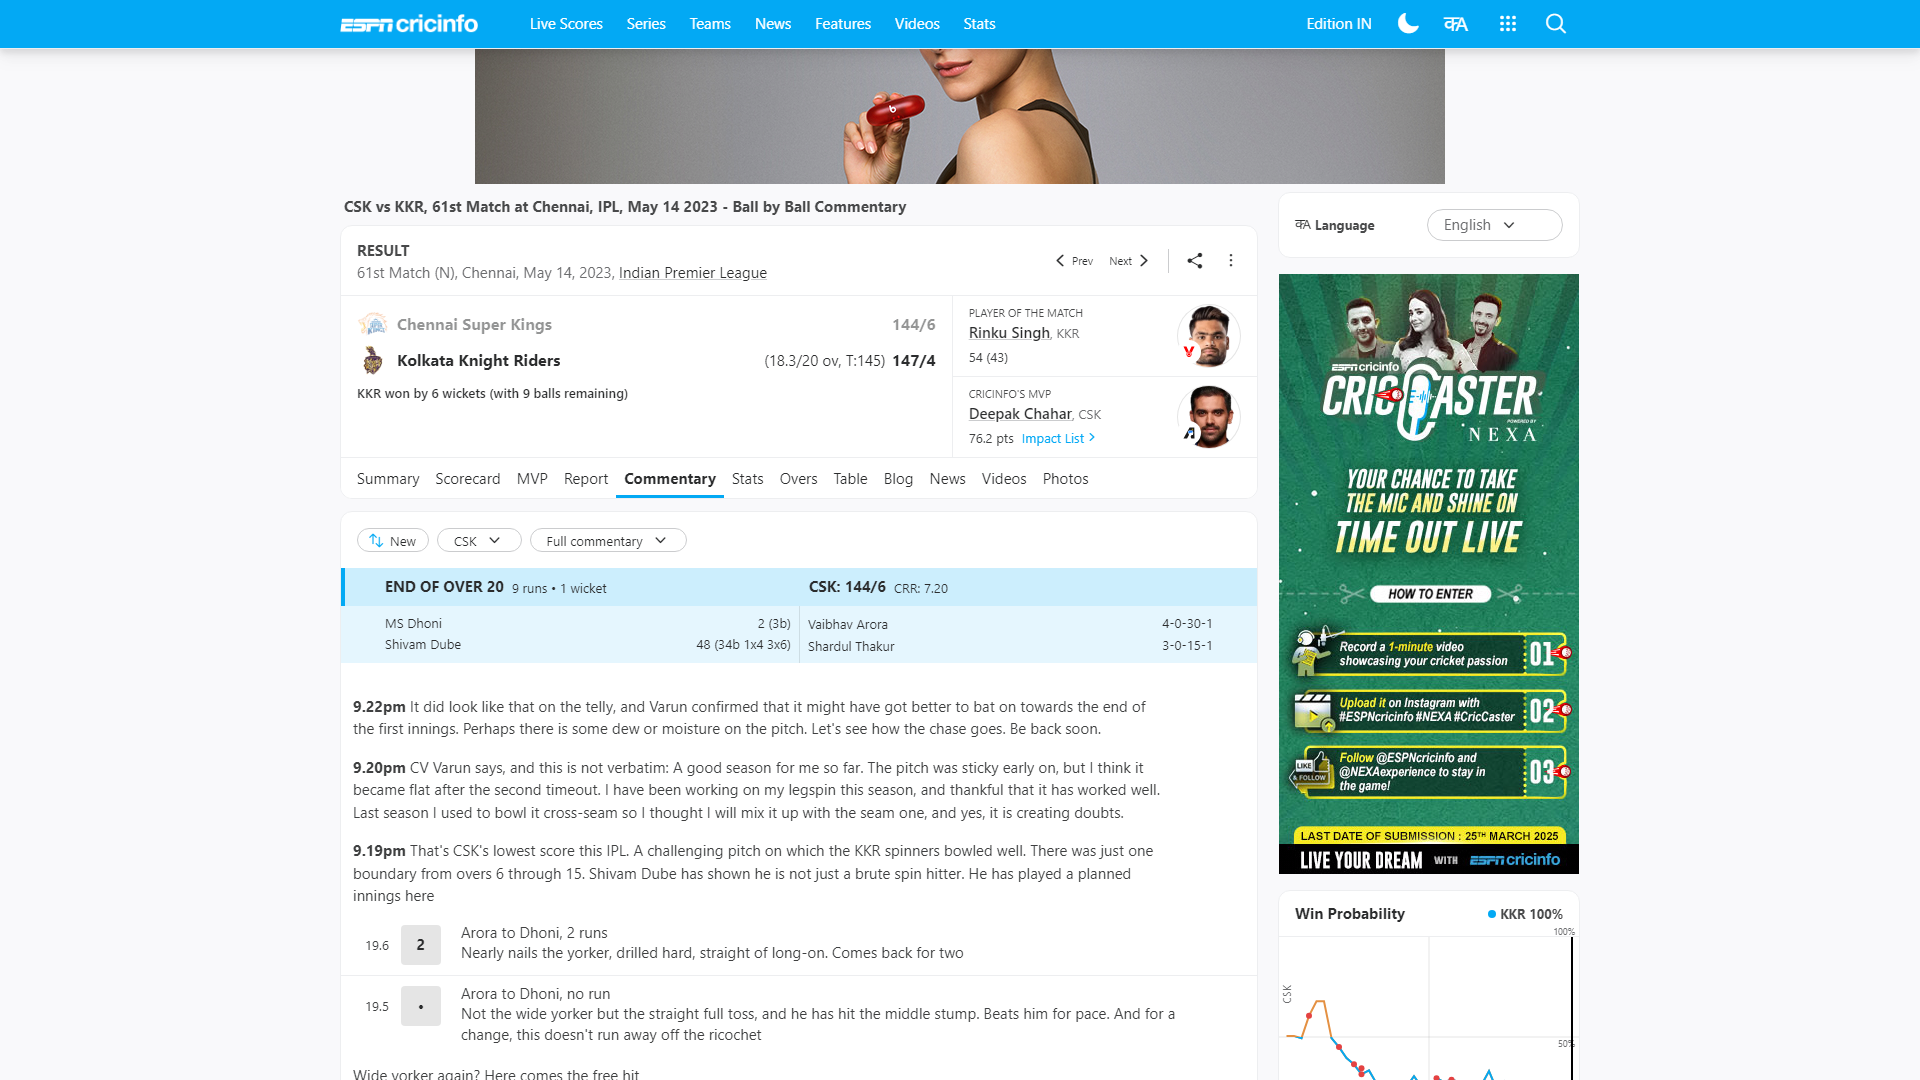 ESPN cricinfo
Live Scores Series Teams News Features Videos Stats
Edition IN
CSK vs KKR, 61st Match at Chennai, IPL, May 14 2023 - Ball by Ball Commentary
RESULT
61st Match (N), Chennai, May 14, 2023, Indian Premier League
Prev Next
Chennai Super Kings 144/6
Kolkata Knight Riders (18.3/20 ov, T:145) 147/4
KKR won by 6 wickets (with 9 balls remaining)
PLAYER OF THE MATCH
Rinku Singh, KKR
54 (43)
CRICINFO'S MVP
Deepak Chahar, CSK
76.2 pts Impact List
Summary Scorecard MVP Report Commentary Stats Overs Table Blog News Videos Photos
New CSK Full commentary
END OF OVER 20 9 runs • 1 wicket CSK: 144/6 CRR: 7.20
MS Dhoni 2 (3b) Vaibhav Arora 4-0-30-1
Shivam Dube 48 (34b 1x4 3x6) Shardul Thakur 3-0-15-1
9.22pm It did look like that on the telly, and Varun confirmed that it might have got better to bat on towards the end of
the first innings. Perhaps there is some dew or moisture on the pitch. Let's see how the chase goes. Be back soon.
9.20pm CV Varun says, and this is not verbatim: A good season for me so far. The pitch was sticky early on, but I think it
became flat after the second timeout. I have been working on my legspin this season, and thankful that it has worked well.
Last season I used to bowl it cross-seam so I thought I will mix it up with the seam one, and yes, it is creating doubts.
9.19pm That's CSK's lowest score this IPL. A challenging pitch on which the KKR spinners bowled well. There was just one
boundary from overs 6 through 15. Shivam Dube has shown he is not just a brute spin hitter. He has played a planned
innings here
19.6 2 Arora to Dhoni, 2 runs
Nearly nails the yorker, drilled hard, straight of long-on. Comes back for two
19.5 • Arora to Dhoni, no run
Not the wide yorker but the straight full toss, and he has hit the middle stump. Beats him for pace. And for a
change, this doesn't run away off the ricochet
Wide yorker again? Here comes the free hit
Language English
ESPN cricinfo
CRICCASTER
POWERED BY
NEXA
YOUR CHANCE TO TAKE
THE MIC AND SHINE ON
TIME OUT LIVE
HOW TO ENTER
Record a 1-minute video
showcasing your cricket passion
01
Upload it on Instagram with
#ESPNcricinfo #NEXA #CricCaster
02
LIKE
& FOLLOW
Follow @ESPNcricinfo and
@NEXAexperience to stay in
the game!
03
LAST DATE OF SUBMISSION : 25TH MARCH 2025
LIVE YOUR DREAM WITH ESPN cricinfo
Win Probability KKR 100%
100%
CSK
50%